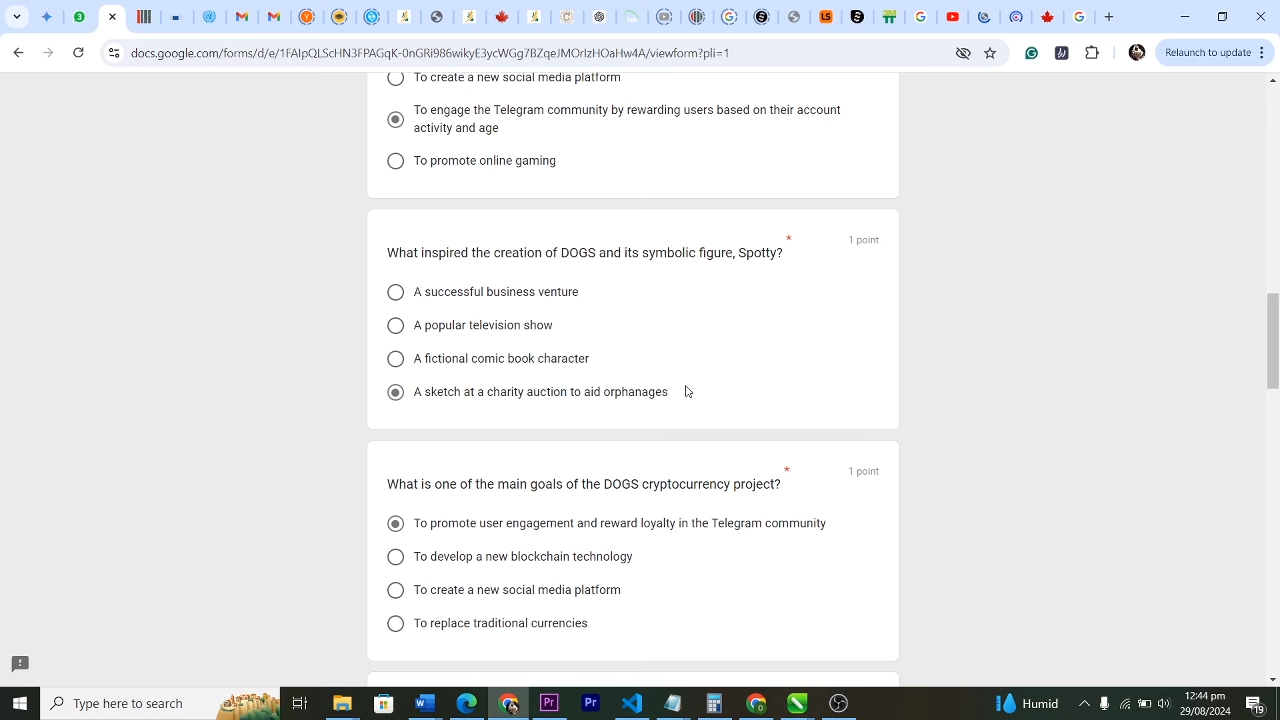 docs.google.com/forms/d/e/1FAIpQLScHN3FPAGqK-0nGRi986wikyE3ycWGg7BZqeJMOrIzHOaHw4A/viewform?pli=1
Relaunch to update
To create a new social media platform
To engage the Telegram community by rewarding users based on their account
activity and age
To promote online gaming
What inspired the creation of DOGS and its symbolic figure, Spotty? *
1 point
A successful business venture
A popular television show
A fictional comic book character
A sketch at a charity auction to aid orphanages
What is one of the main goals of the DOGS cryptocurrency project? *
1 point
To promote user engagement and reward loyalty in the Telegram community
To develop a new blockchain technology
To create a new social media platform
To replace traditional currencies
Type here to search
Humid
12:44 pm
29/08/2024
19